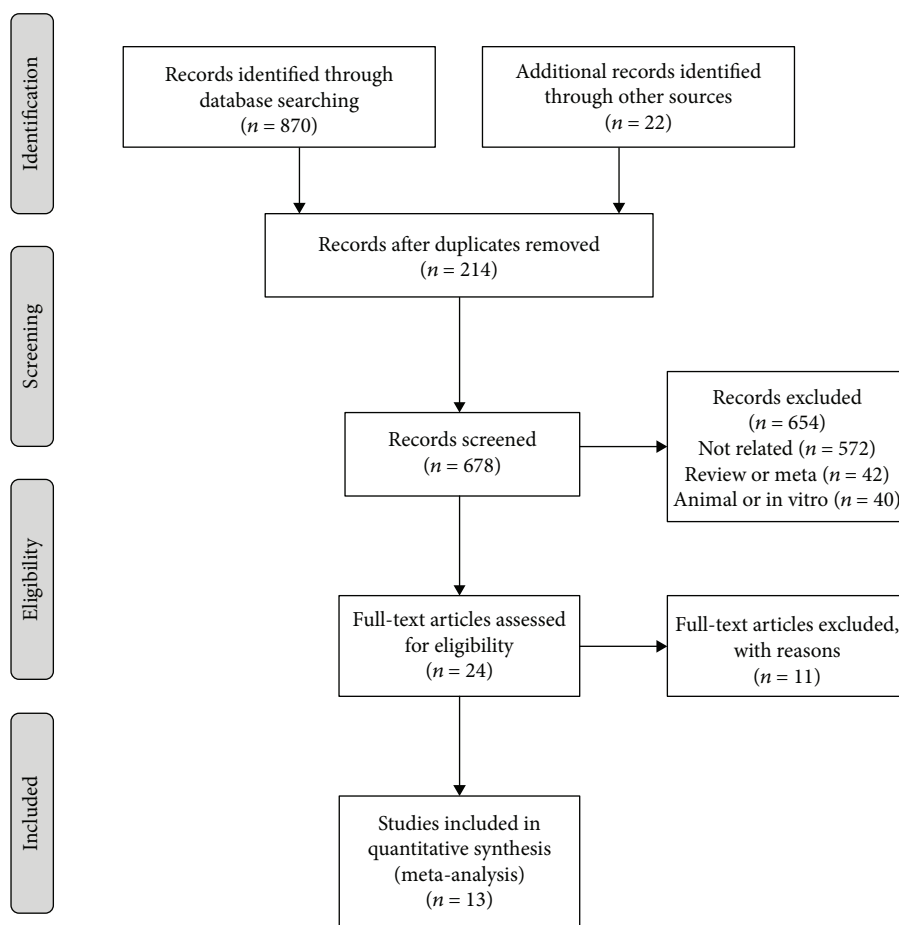 Identification
Records identified through
database searching
(n = 870)
Additional records identified
through other sources
(n = 22)
Records after duplicates removed
(n = 214)
Screening
Records screened
(n = 678)
Records excluded
(n = 654)
Not related (n = 572)
Review or meta (n = 42)
Animal or in vitro (n = 40)
Eligibility
Full-text articles assessed
for eligibility
(n = 24)
Full-text articles excluded,
with reasons
(n = 11)
Included
Studies included in
quantitative synthesis
(meta-analysis)
(n = 13)